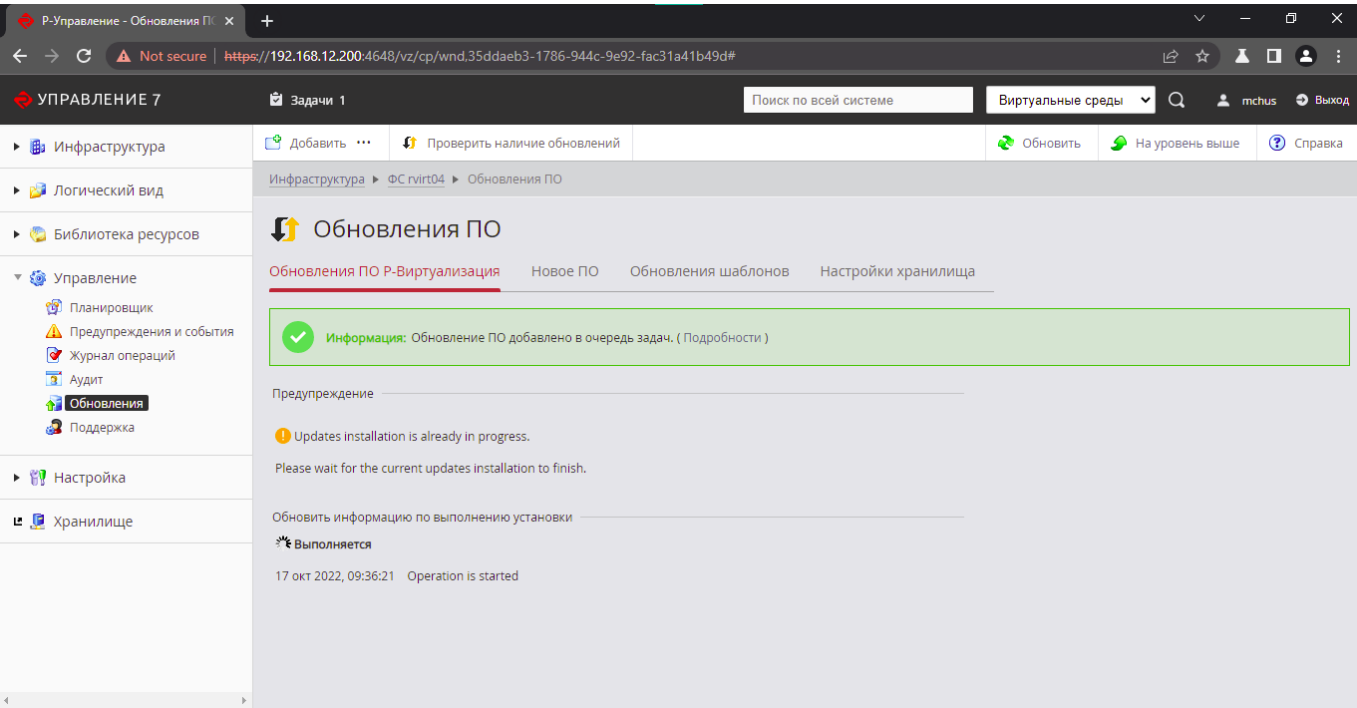 Р-Управление - Обновления ПО
Not secure https://192.168.12.200:4648/vz/cp/wnd,35ddaeb3-1786-944c-9e92-fac31a41b49d#
УПРАВЛЕНИЕ 7
Задачи 1
Поиск по всей системе
Виртуальные среды
mchus
Выход
Инфраструктура
Логический вид
Библиотека ресурсов
Управление
Планировщик
Предупреждения и события
Журнал операций
Аудит
Обновления
Поддержка
Настройка
Хранилище
Добавить ...
Проверить наличие обновлений
Обновить
На уровень выше
Справка
Инфраструктура ▸ ФС rvirt04 ▸ Обновления ПО
Обновления ПО
Обновления ПО Р-Виртуализация
Новое ПО
Обновления шаблонов
Настройки хранилища
Информация: Обновление ПО добавлено в очередь задач. ( Подробности )
Предупреждение
Updates installation is already in progress.
Please wait for the current updates installation to finish.
Обновить информацию по выполнению установки
Выполняется
17 окт 2022, 09:36:21 Operation is started